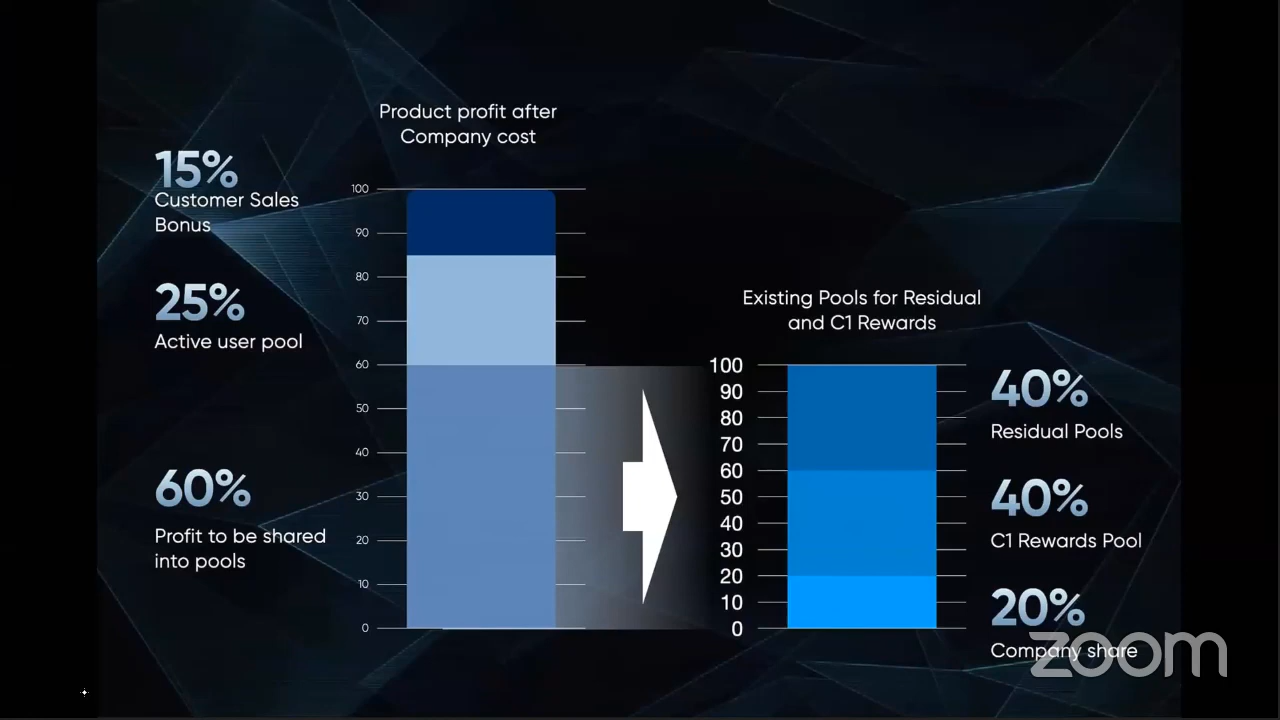 Product profit after
Company cost
15%
Customer Sales
Bonus
25%
Active user pool
60%
Profit to be shared
into pools
100
90
80
70
60
50
40
30
20
10
0
Existing Pools for Residual
and C1 Rewards
100
90
80
70
60
50
40
30
20
10
0
40%
Residual Pools
40%
C1 Rewards Pool
20%
Company share
zoom